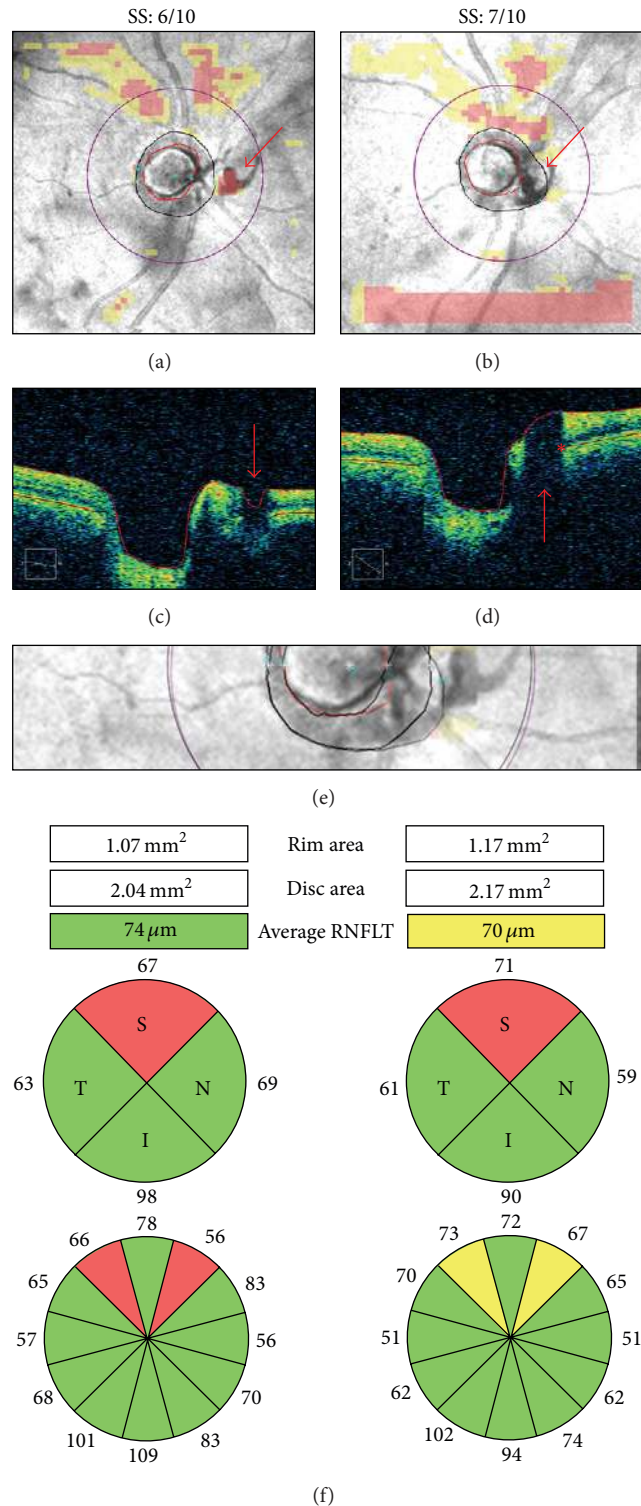 SS: 6/10 SS: 7/10
(a) (b)
(c) (d)
(e)
1.07 mm² Rim area 1.17 mm²
2.04 mm² Disc area 2.17 mm²
74 μm Average RNFLT 70 μm
67 71
S S
63 T N 69 61 T N 59
I I
98 90
78 72
66 56 73 67
65 83 70 65
57 56 51 51
68 70 62 62
101 83 102 74
109 94
(f)